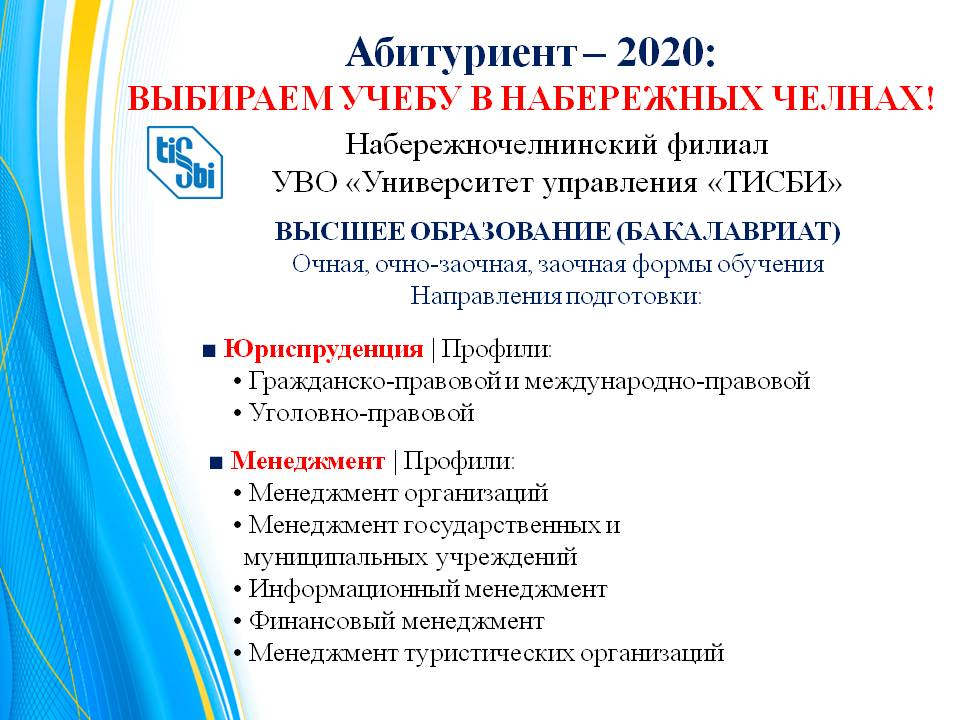 Абитуриент – 2020:
ВЫБИРАЕМ УЧЕБУ В НАБЕРЕЖНЫХ ЧЕЛНАХ!
tisbi
Набережночелнинский филиал
УВО «Университет управления «ТИСБИ»
ВЫСШЕЕ ОБРАЗОВАНИЕ (БАКАЛАВРИАТ)
Очная, очно-заочная, заочная формы обучения
Направления подготовки:
■ Юриспруденция | Профили:
• Гражданско-правовой и международно-правовой
• Уголовно-правовой
■ Менеджмент | Профили:
• Менеджмент организаций
• Менеджмент государственных и
муниципальных учреждений
• Информационный менеджмент
• Финансовый менеджмент
• Менеджмент туристических организаций